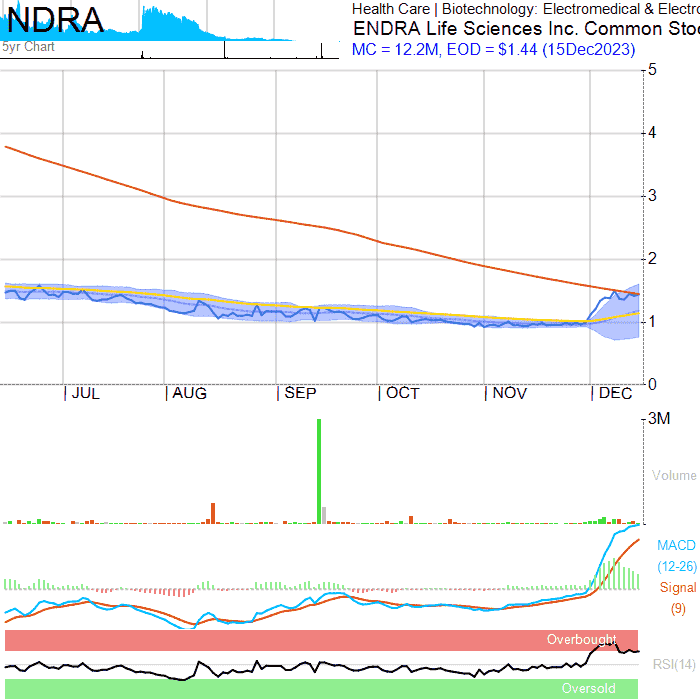 NDRA
5yr Chart
Health Care | Biotechnology: Electromedical & Electro
ENDRA Life Sciences Inc. Common Stoc
MC = 12.2M, EOD = $1.44 (15Dec2023)
5
4
3
2
1
0
JUL AUG SEP OCT NOV DEC
3M
Volume
MACD
(12-26)
Signal
(9)
Overbought
RSI(14)
Oversold